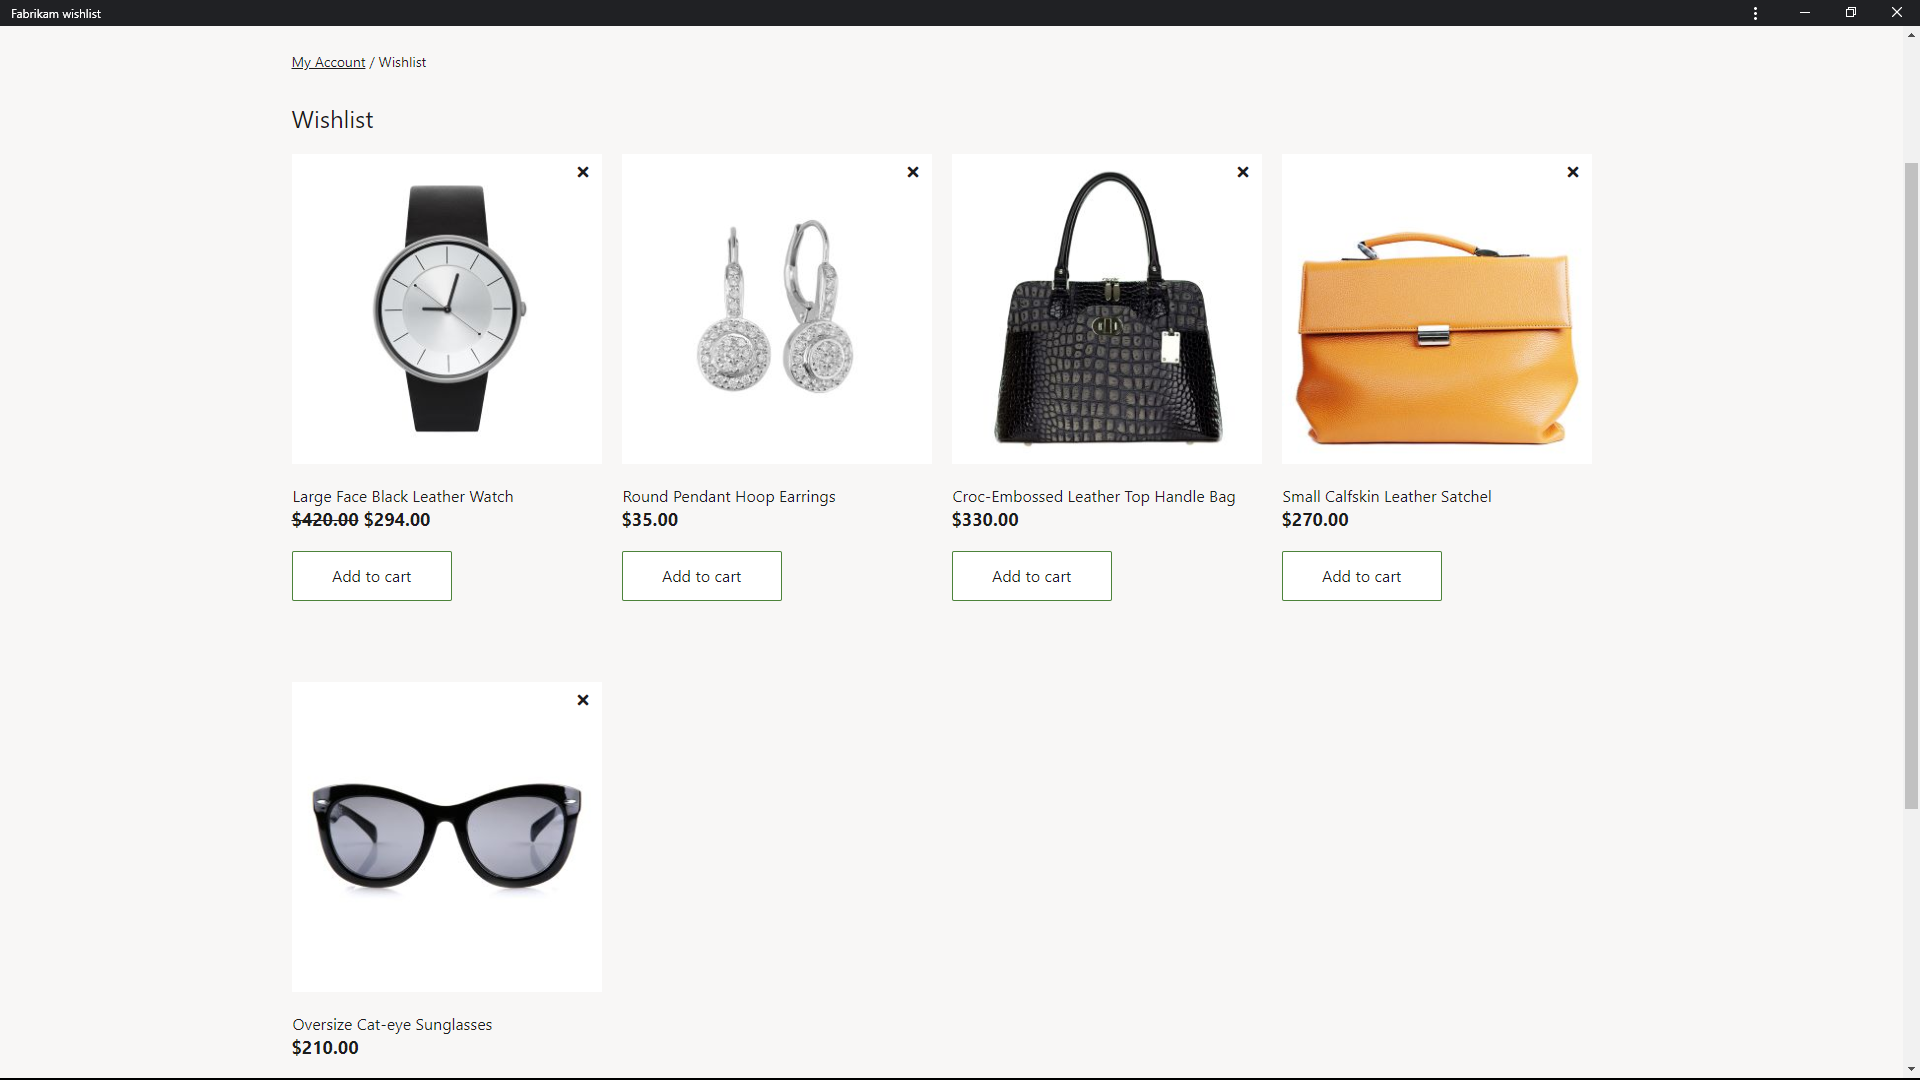 Fabrikam wishlist
My Account / Wishlist
Wishlist
Large Face Black Leather Watch
$420.00 $294.00
Add to cart
Round Pendant Hoop Earrings
$35.00
Add to cart
Croc-Embossed Leather Top Handle Bag
$330.00
Add to cart
Small Calfskin Leather Satchel
$270.00
Add to cart
Oversize Cat-eye Sunglasses
$210.00